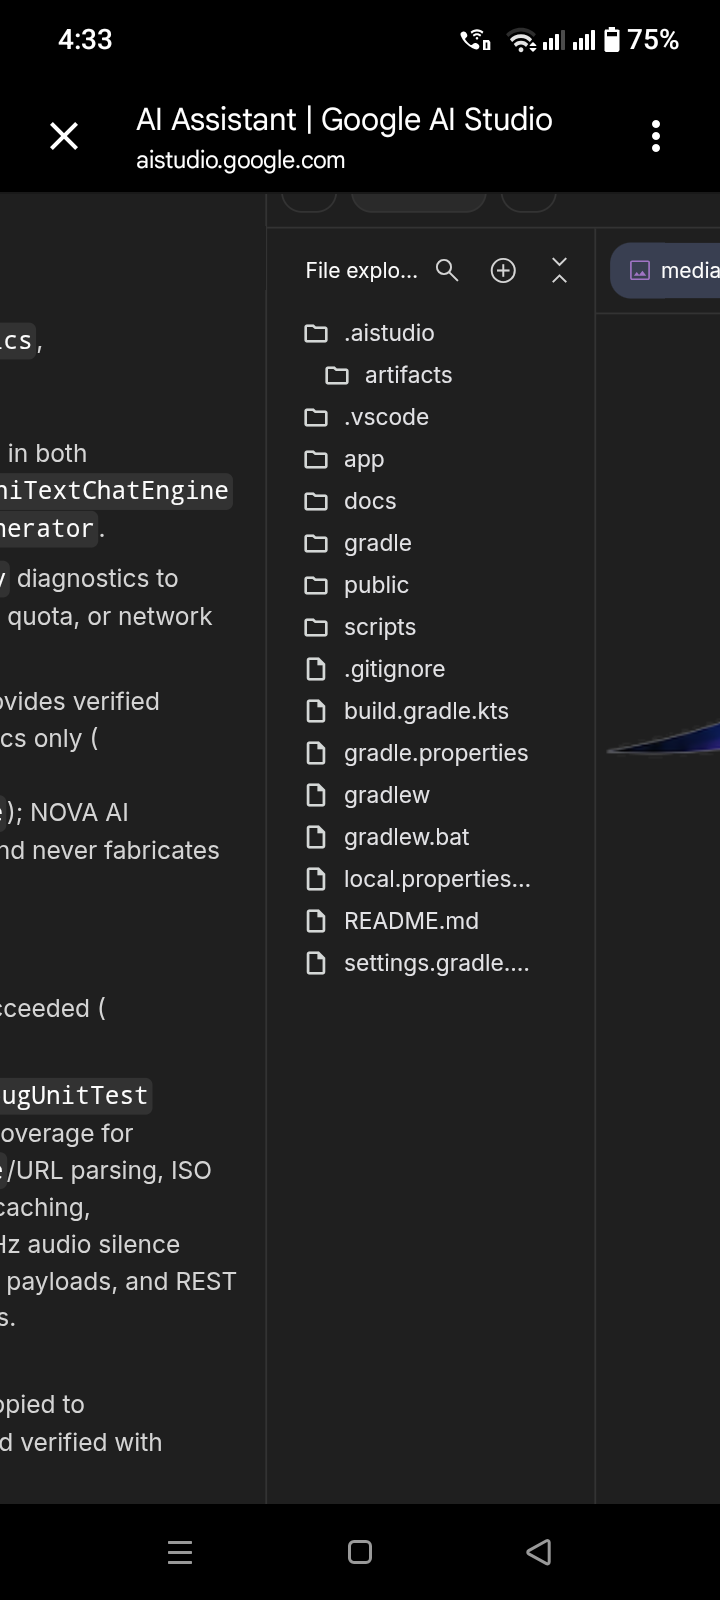 4:33
75%
AI Assistant | Google AI Studio
aistudio.google.com
File explo...
media
.aistudio
artifacts
.vscode
app
docs
gradle
public
scripts
.gitignore
build.gradle.kts
gradle.properties
gradlew
gradlew.bat
local.properties...
README.md
settings.gradle....
cs,
in both
niTextChatEngine
nerator.
diagnostics to
quota, or network
ovides verified
cs only (
); NOVA AI
nd never fabricates
cceeded (
ugUnitTest
overage for
/URL parsing, ISO
caching,
Hz audio silence
payloads, and REST
s.
opied to
d verified with